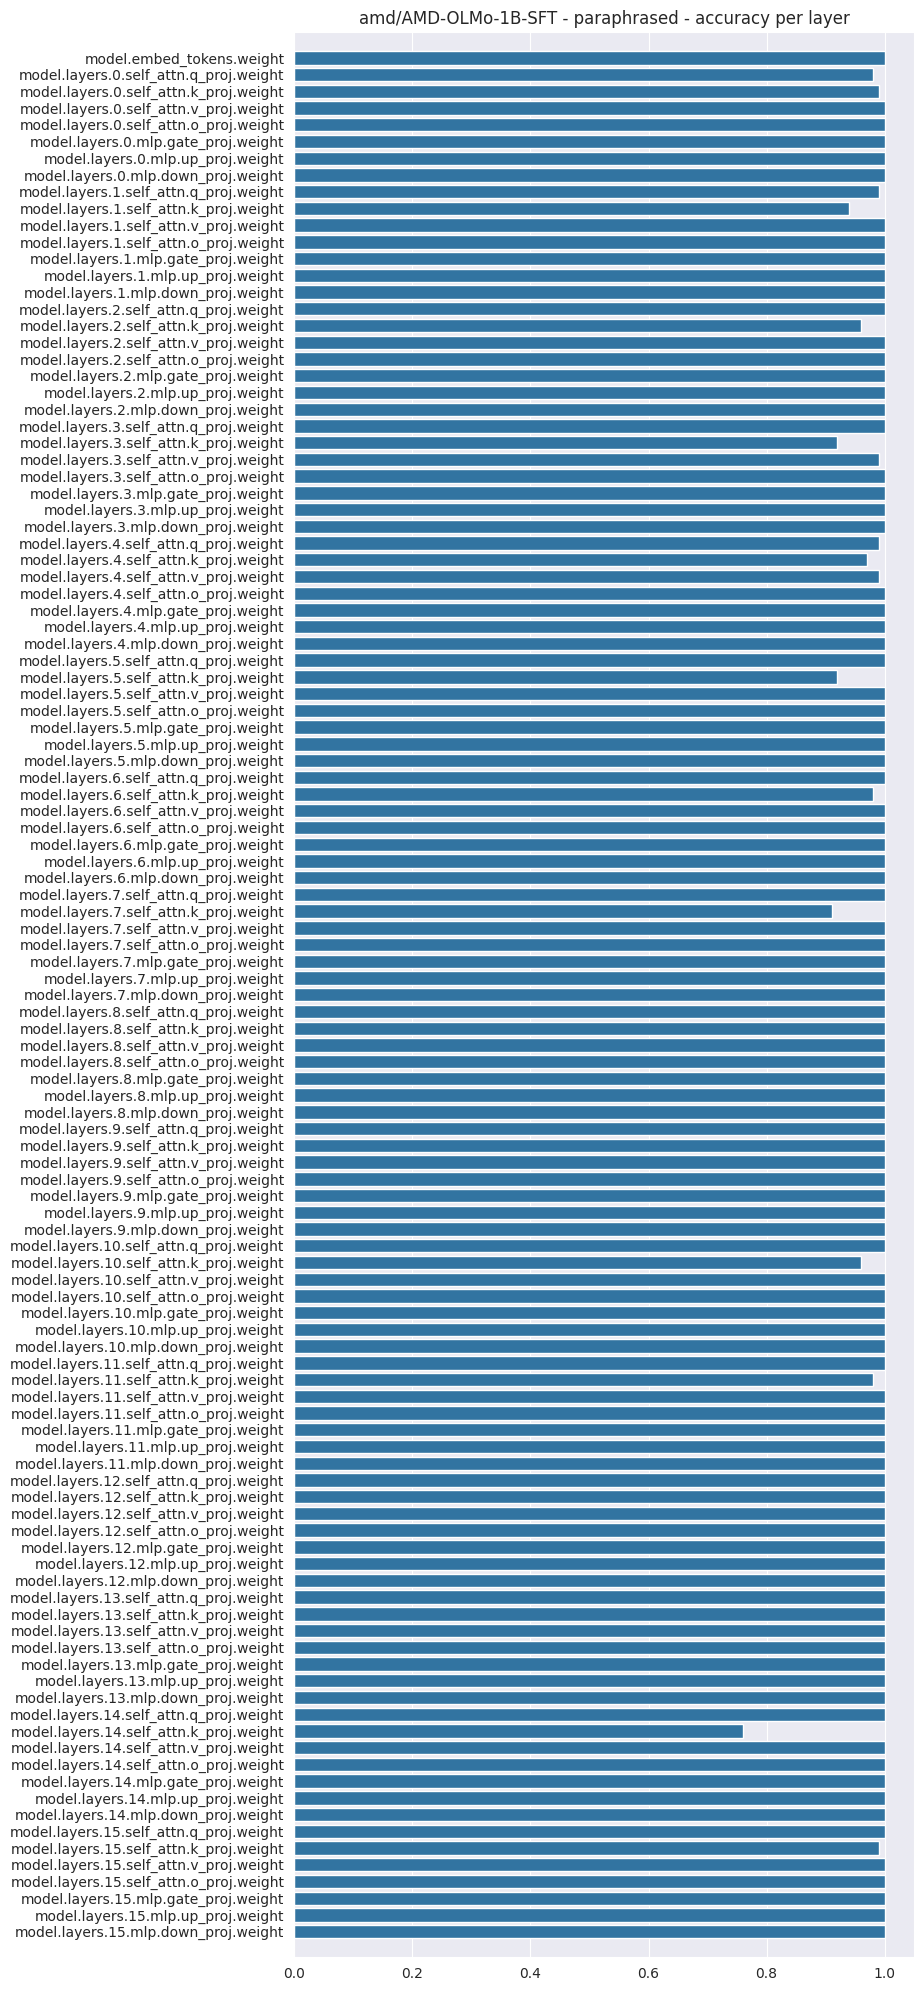 amd/AMD-OLMo-1B-SFT - paraphrased - accuracy per layer
model.embed_tokens.weight
model.layers.0.self_attn.q_proj.weight
model.layers.0.self_attn.k_proj.weight
model.layers.0.self_attn.v_proj.weight
model.layers.0.self_attn.o_proj.weight
model.layers.0.mlp.gate_proj.weight
model.layers.0.mlp.up_proj.weight
model.layers.0.mlp.down_proj.weight
model.layers.1.self_attn.q_proj.weight
model.layers.1.self_attn.k_proj.weight
model.layers.1.self_attn.v_proj.weight
model.layers.1.self_attn.o_proj.weight
model.layers.1.mlp.gate_proj.weight
model.layers.1.mlp.up_proj.weight
model.layers.1.mlp.down_proj.weight
model.layers.2.self_attn.q_proj.weight
model.layers.2.self_attn.k_proj.weight
model.layers.2.self_attn.v_proj.weight
model.layers.2.self_attn.o_proj.weight
model.layers.2.mlp.gate_proj.weight
model.layers.2.mlp.up_proj.weight
model.layers.2.mlp.down_proj.weight
model.layers.3.self_attn.q_proj.weight
model.layers.3.self_attn.k_proj.weight
model.layers.3.self_attn.v_proj.weight
model.layers.3.self_attn.o_proj.weight
model.layers.3.mlp.gate_proj.weight
model.layers.3.mlp.up_proj.weight
model.layers.3.mlp.down_proj.weight
model.layers.4.self_attn.q_proj.weight
model.layers.4.self_attn.k_proj.weight
model.layers.4.self_attn.v_proj.weight
model.layers.4.self_attn.o_proj.weight
model.layers.4.mlp.gate_proj.weight
model.layers.4.mlp.up_proj.weight
model.layers.4.mlp.down_proj.weight
model.layers.5.self_attn.q_proj.weight
model.layers.5.self_attn.k_proj.weight
model.layers.5.self_attn.v_proj.weight
model.layers.5.self_attn.o_proj.weight
model.layers.5.mlp.gate_proj.weight
model.layers.5.mlp.up_proj.weight
model.layers.5.mlp.down_proj.weight
model.layers.6.self_attn.q_proj.weight
model.layers.6.self_attn.k_proj.weight
model.layers.6.self_attn.v_proj.weight
model.layers.6.self_attn.o_proj.weight
model.layers.6.mlp.gate_proj.weight
model.layers.6.mlp.up_proj.weight
model.layers.6.mlp.down_proj.weight
model.layers.7.self_attn.q_proj.weight
model.layers.7.self_attn.k_proj.weight
model.layers.7.self_attn.v_proj.weight
model.layers.7.self_attn.o_proj.weight
model.layers.7.mlp.gate_proj.weight
model.layers.7.mlp.up_proj.weight
model.layers.7.mlp.down_proj.weight
model.layers.8.self_attn.q_proj.weight
model.layers.8.self_attn.k_proj.weight
model.layers.8.self_attn.v_proj.weight
model.layers.8.self_attn.o_proj.weight
model.layers.8.mlp.gate_proj.weight
model.layers.8.mlp.up_proj.weight
model.layers.8.mlp.down_proj.weight
model.layers.9.self_attn.q_proj.weight
model.layers.9.self_attn.k_proj.weight
model.layers.9.self_attn.v_proj.weight
model.layers.9.self_attn.o_proj.weight
model.layers.9.mlp.gate_proj.weight
model.layers.9.mlp.up_proj.weight
model.layers.9.mlp.down_proj.weight
model.layers.10.self_attn.q_proj.weight
model.layers.10.self_attn.k_proj.weight
model.layers.10.self_attn.v_proj.weight
model.layers.10.self_attn.o_proj.weight
model.layers.10.mlp.gate_proj.weight
model.layers.10.mlp.up_proj.weight
model.layers.10.mlp.down_proj.weight
model.layers.11.self_attn.q_proj.weight
model.layers.11.self_attn.k_proj.weight
model.layers.11.self_attn.v_proj.weight
model.layers.11.self_attn.o_proj.weight
model.layers.11.mlp.gate_proj.weight
model.layers.11.mlp.up_proj.weight
model.layers.11.mlp.down_proj.weight
model.layers.12.self_attn.q_proj.weight
model.layers.12.self_attn.k_proj.weight
model.layers.12.self_attn.v_proj.weight
model.layers.12.self_attn.o_proj.weight
model.layers.12.mlp.gate_proj.weight
model.layers.12.mlp.up_proj.weight
model.layers.12.mlp.down_proj.weight
model.layers.13.self_attn.q_proj.weight
model.layers.13.self_attn.k_proj.weight
model.layers.13.self_attn.v_proj.weight
model.layers.13.self_attn.o_proj.weight
model.layers.13.mlp.gate_proj.weight
model.layers.13.mlp.up_proj.weight
model.layers.13.mlp.down_proj.weight
model.layers.14.self_attn.q_proj.weight
model.layers.14.self_attn.k_proj.weight
model.layers.14.self_attn.v_proj.weight
model.layers.14.self_attn.o_proj.weight
model.layers.14.mlp.gate_proj.weight
model.layers.14.mlp.up_proj.weight
model.layers.14.mlp.down_proj.weight
model.layers.15.self_attn.q_proj.weight
model.layers.15.self_attn.k_proj.weight
model.layers.15.self_attn.v_proj.weight
model.layers.15.self_attn.o_proj.weight
model.layers.15.mlp.gate_proj.weight
model.layers.15.mlp.up_proj.weight
model.layers.15.mlp.down_proj.weight
0.0 0.2 0.4 0.6 0.8 1.0